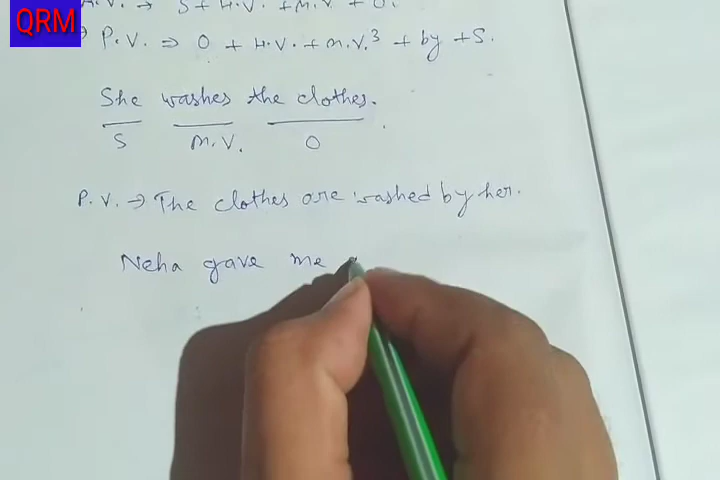 QRM
A.V. ⇒ S + H.V. + M.V + O.
P.V. ⇒ O + H.V. + M.V.³ + by + S.
She washes the clothes.
S M.V. O
P.V. → The clothes are washed by her.
Neha gave me